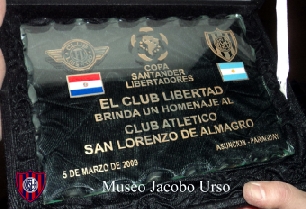 COPA
SANTANDER
LIBERTADORES
EL CLUB LIBERTAD
BRINDA UN HOMENAJE AL
CLUB ATLETICO
SAN LORENZO DE ALMAGRO
5 DE MARZO DE 2009
ASUNCION - PARAGUAY
Museo Jacobo Urso